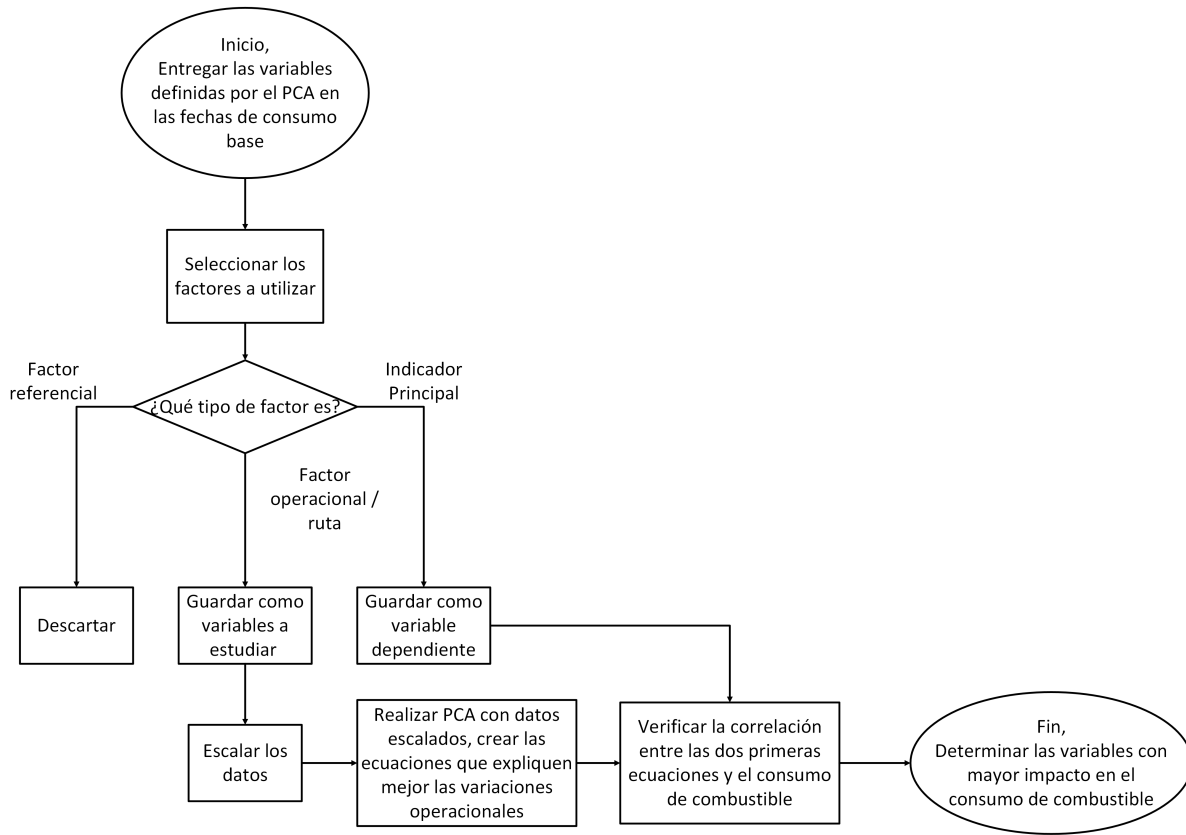 Inicio,
Entregar las variables
definidas por el PCA en
las fechas de consumo
base
Seleccionar los
factores a utilizar
Factor
referencial
Indicador
Principal
¿Qué tipo de factor es?
Factor
operacional /
ruta
Descartar
Guardar como
variables a
estudiar
Guardar como
variable
dependiente
Escalar los
datos
Realizar PCA con datos
escalados, crear las
ecuaciones que expliquen
mejor las variaciones
operacionales
Verificar la correlación
entre las dos primeras
ecuaciones y el consumo
de combustible
Fin,
Determinar las variables con
mayor impacto en el
consumo de combustible